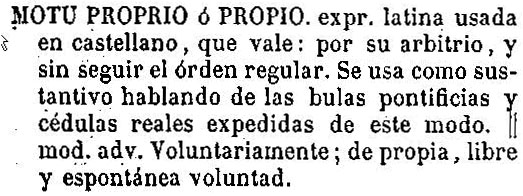 MOTU PROPRIO ó PROPIO. expr. latina usada
en castellano, que vale: por su arbitrio, y
sin seguir el órden regular. Se usa como sus-
tantivo hablando de las bulas pontificias y
cédulas reales expedidas de este modo. ||
mod. adv. Voluntariamente; de propia, libre
y espontánea voluntad.